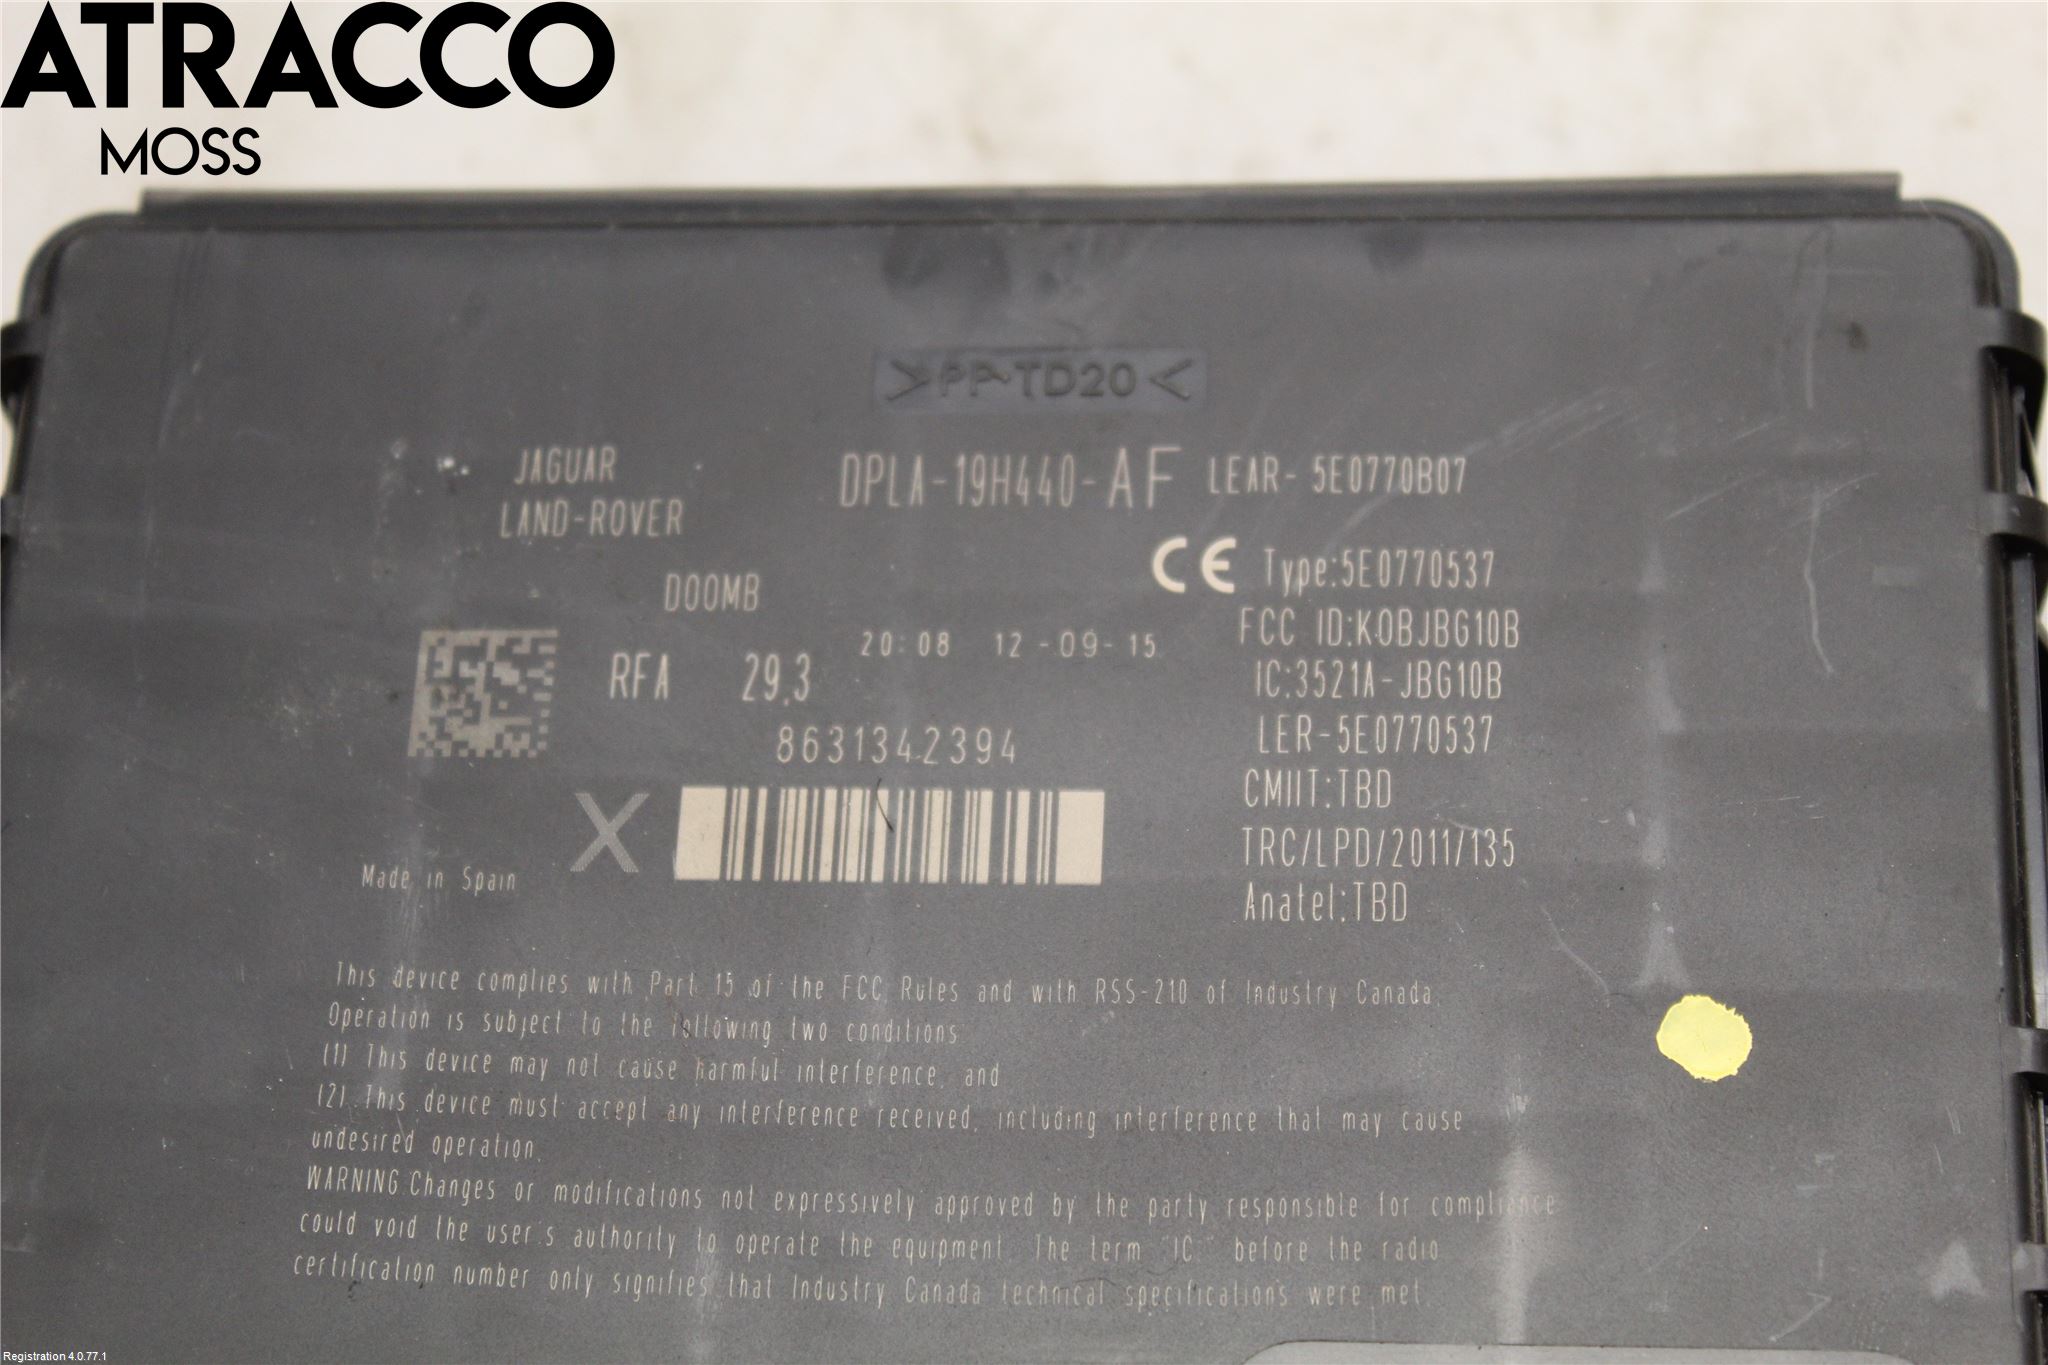 ATRACCO
MOSS
>PP-TD20<
JAGUAR
LAND-ROVER
DPLA-19H440-AF LEAR- 5E0770B07
CE Type:5E0770537
D00MB
FCC ID:KOBJBG10B
20:08 12-09-15
RFA 29.3
IC:3521A-JBG10B
8631342394
LER-5E0770537
CMIIT:TBD
X
TRC/LPD/2011/135
Made in Spain
Anatel:TBD
This device complies with Part 15 of the FCC Rules and with RSS-210 of Industry Canada.
Operation is subject to the following two conditions
(1) This device may not cause harmful interference, and
(2) This device must accept any interference received, including interference that may cause
undesired operation.
WARNING:Changes or modifications not expressively approved by the party responsible for compliance
could void the user's authority to operate the equipment. The term "IC:" before the radio
certification number only signifies that Industry Canada technical specifications were met.
Registration 4.0.77.1